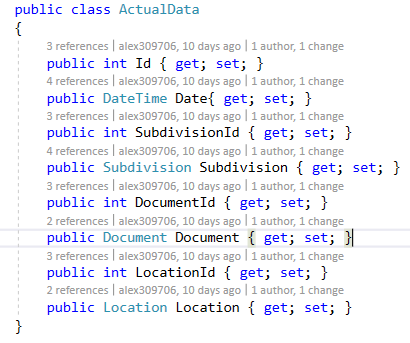 public class ActualData
{
3 references | alex309706, 10 days ago | 1 author, 1 change
public int Id { get; set; }
4 references | alex309706, 10 days ago | 1 author, 1 change
public DateTime Date{ get; set; }
3 references | alex309706, 10 days ago | 1 author, 1 change
public int SubdivisionId { get; set; }
4 references | alex309706, 10 days ago | 1 author, 1 change
public Subdivision Subdivision { get; set; }
3 references | alex309706, 10 days ago | 1 author, 1 change
public int DocumentId { get; set; }
2 references | alex309706, 10 days ago | 1 author, 1 change
public Document Document { get; set; }
3 references | alex309706, 10 days ago | 1 author, 1 change
public int LocationId { get; set; }
2 references | alex309706, 10 days ago | 1 author, 1 change
public Location Location { get; set; }
}